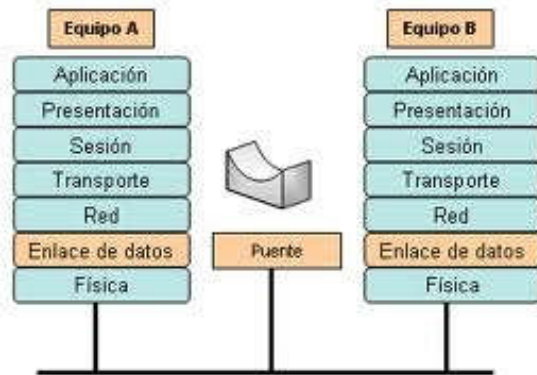 Equipo A
Aplicación
Presentación
Sesión
Transporte
Red
Enlace de datos
Física
Puente
Equipo B
Aplicación
Presentación
Sesión
Transporte
Red
Enlace de datos
Física